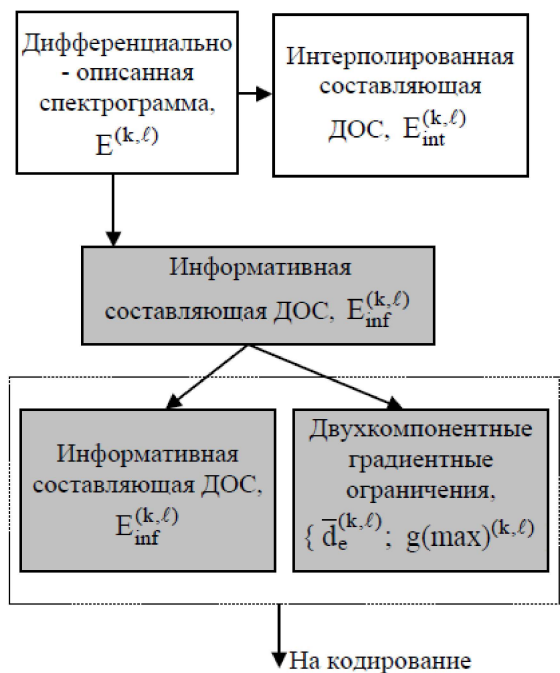 Дифференциально
- описанная
спектрограмма,
E^(k,ℓ)
Интерполированная
составляющая
ДОС, E_int^(k,ℓ)
Информативная
составляющая ДОС, E_inf^(k,ℓ)
Информативная
составляющая ДОС,
E_inf^(k,ℓ)
Двухкомпонентные
градиентные
ограничения,
{ d̅_e^(k,ℓ); g(max)^(k,ℓ)
На кодирование